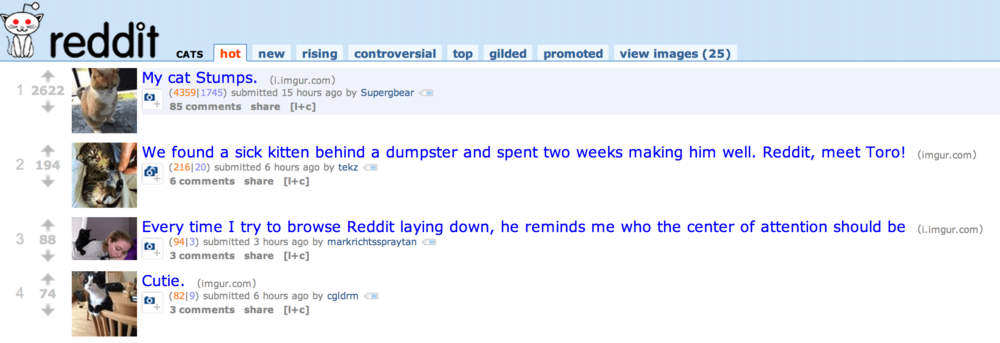 reddit CATS hot new rising controversial top gilded promoted view images (25)
1 2622 My cat Stumps. (i.imgur.com)
(4359|1745) submitted 15 hours ago by Supergbear
85 comments share [l+c]
2 194 We found a sick kitten behind a dumpster and spent two weeks making him well. Reddit, meet Toro! (imgur.com)
(216|20) submitted 6 hours ago by tekz
6 comments share [l+c]
3 88 Every time I try to browse Reddit laying down, he reminds me who the center of attention should be (i.imgur.com)
(94|3) submitted 3 hours ago by markrichtsspraytan
3 comments share [l+c]
4 74 Cutie. (imgur.com)
(82|9) submitted 6 hours ago by cgldrm
3 comments share [l+c]